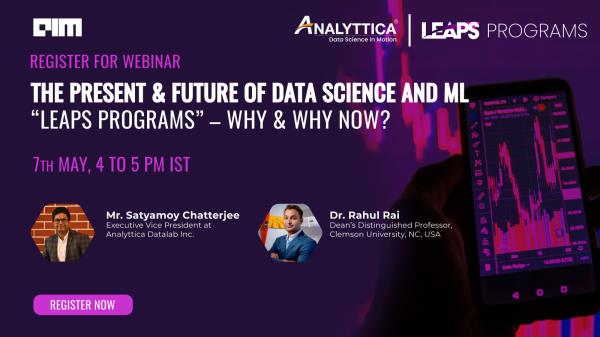 AIM
ANALYTTICA®
Data Science in Motion
LEAPS PROGRAMS
REGISTER FOR WEBINAR
THE PRESENT & FUTURE OF DATA SCIENCE AND ML
“LEAPS PROGRAMS” – WHY & WHY NOW?
7TH MAY, 4 TO 5 PM IST
Mr. Satyamoy Chatterjee
Executive Vice President at
Analyttica Datalab Inc.
Dr. Rahul Rai
Dean's Distinguished Professor,
Clemson University, NC, USA
REGISTER NOW